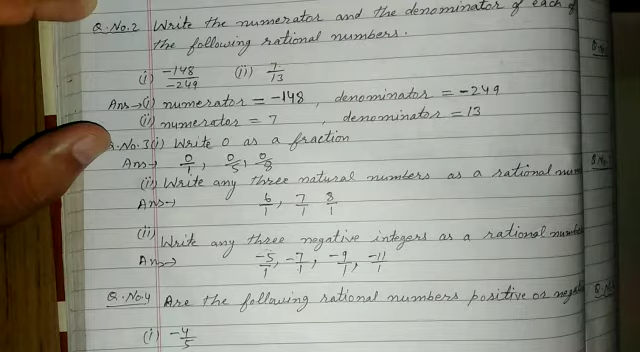 Q.No.2 Write the numerator and the denominator of each of
the following rational numbers.
(i) -148/-249 (ii) 7/13
Ans→(i) numerator = -148, denominator = -249
(ii) numerator = 7, denominator = 13
.No.3(i) Write 0 as a fraction
Ans→ 0/1, 0/5, 0/8
(ii) Write any three natural numbers as a rational
Ans→ 6/1, 7/1 8/1
(ii) Write any three negative integers as a rational
Ans→ -5/1, -7/1, -9/1, -11/1
Q.No.4 Are the following rational numbers positive or
(i) -4/5